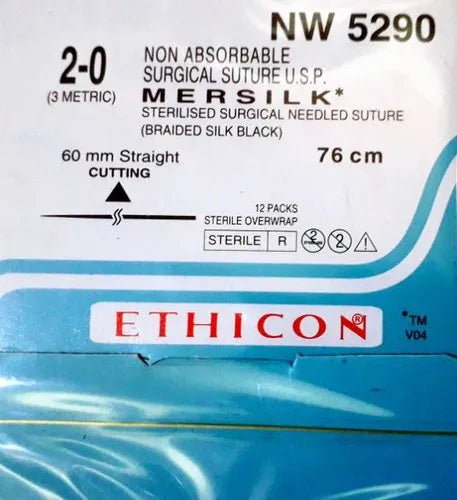 NW 5290
2-0
(3 METRIC)
NON ABSORBABLE
SURGICAL SUTURE U.S.P.
MERSILK*
STERILISED SURGICAL NEEDLED SUTURE
(BRAIDED SILK BLACK)
60 mm Straight
CUTTING
76 cm
12 PACKS
STERILE OVERWRAP
STERILE R
2
ETHICON®
*TM
V04